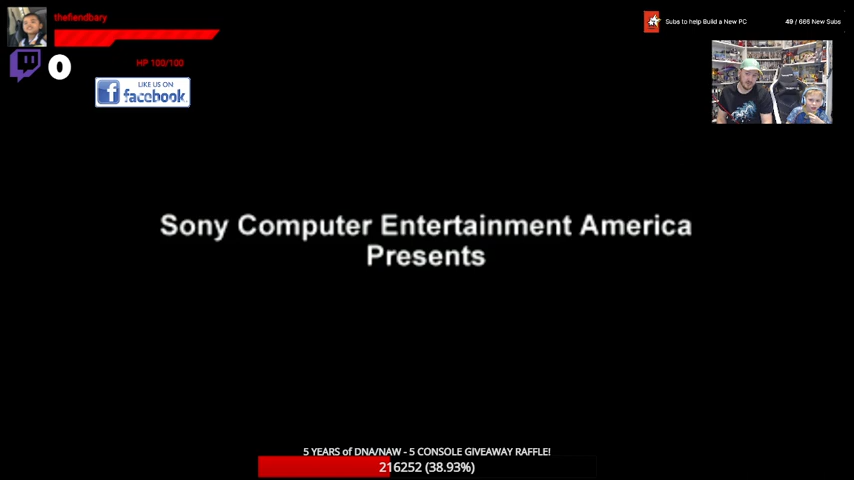 thefiendbary
HP 100/100
0
LIKE US ON
facebook.
Subs to help Build a New PC
49 / 666 New Subs
Sony Computer Entertainment America
Presents
5 YEARS of DNA/NAW - 5 CONSOLE GIVEAWAY RAFFLE!
216252 (38.93%)